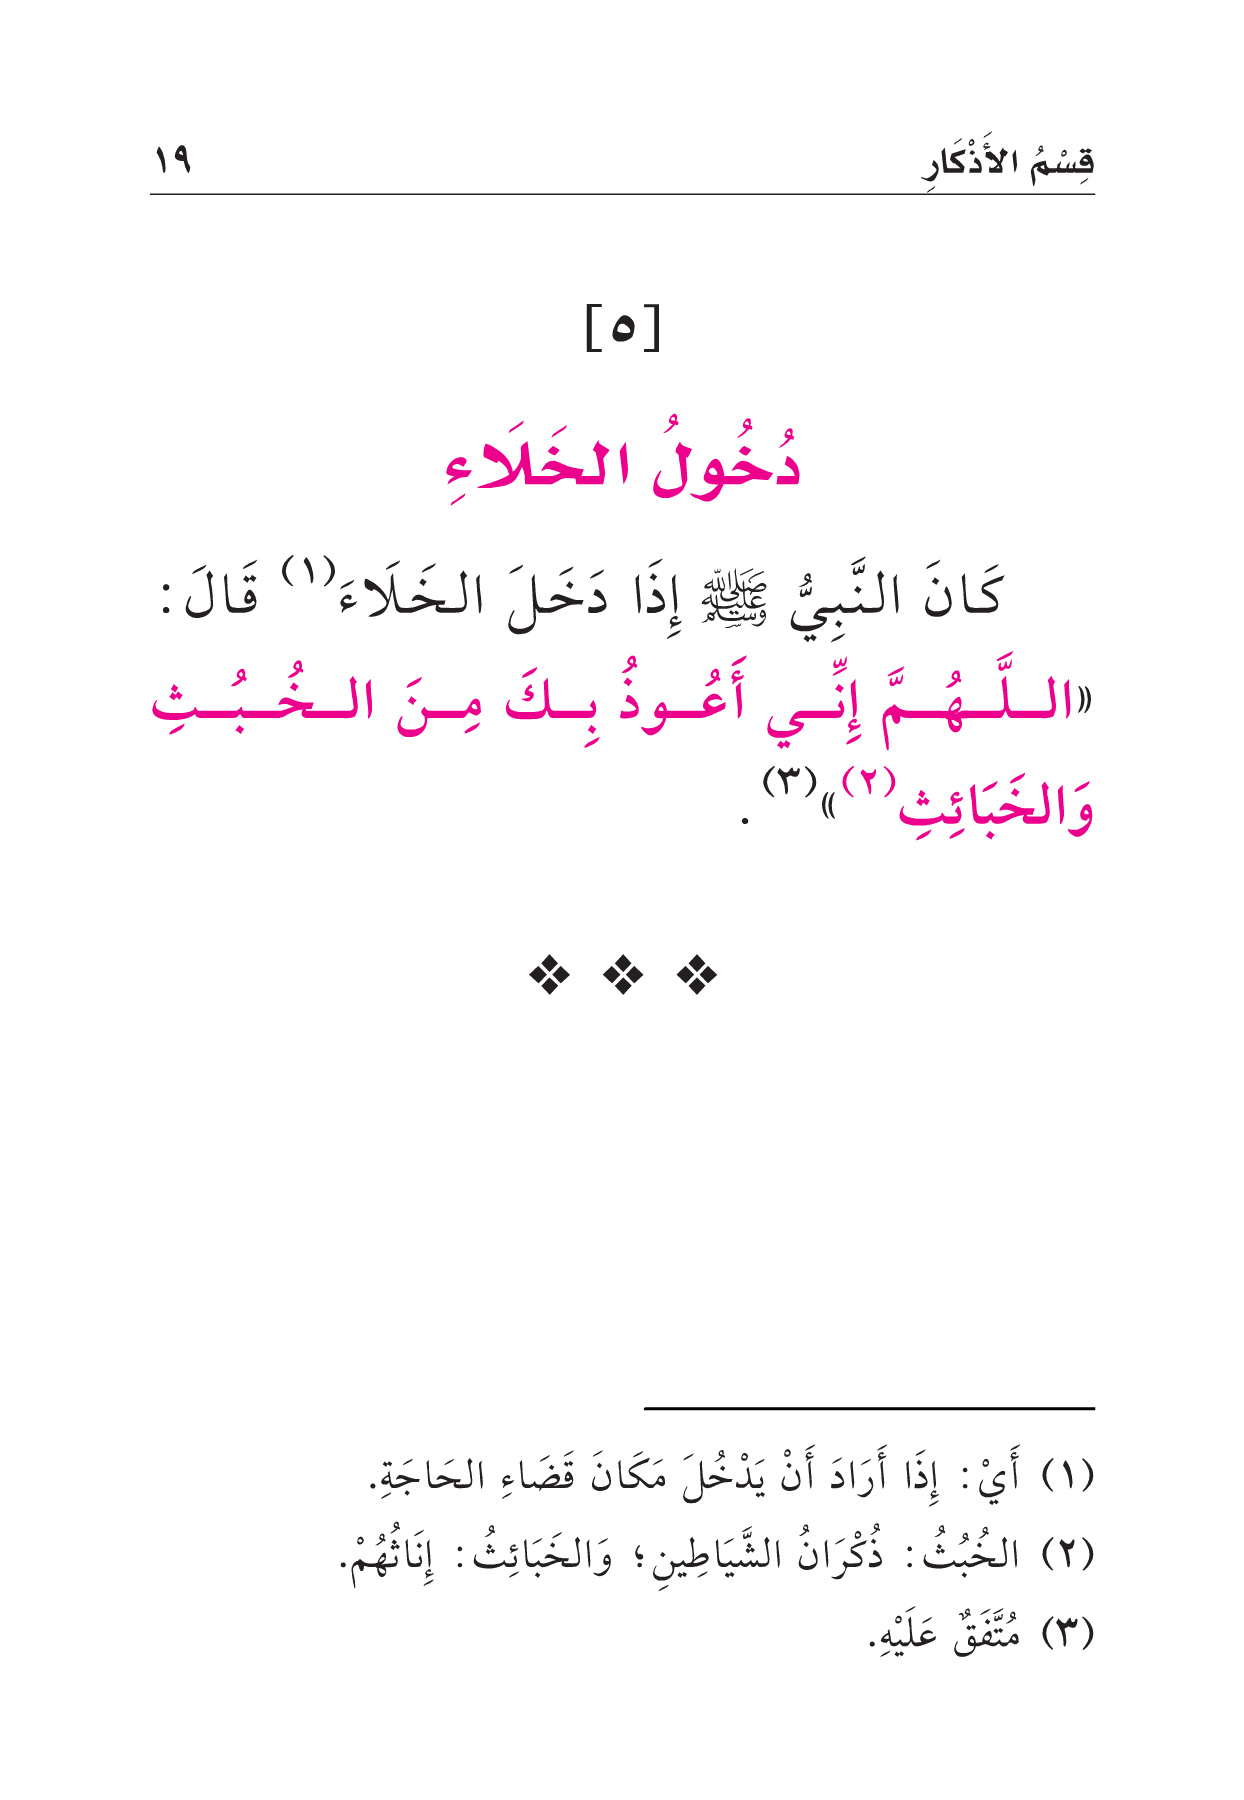 قِسْمُ الأَذْكَارِ ١٩
[٥]
دُخُولُ الخَلَاءِ
كَانَ النَّبِيُّ ﷺ إِذَا دَخَلَ الخَلَاءَ(١) قَالَ:
«اللَّهُمَّ إِنِّي أَعُوذُ بِكَ مِنَ الخُبُثِ
وَالخَبَائِثِ(٢)»(٣).
(١) أَيْ: إِذَا أَرَادَ أَنْ يَدْخُلَ مَكَانَ قَضَاءِ الحَاجَةِ.
(٢) الخُبُثُ: ذُكْرَانُ الشَّيَاطِينِ؛ وَالخَبَائِثُ: إِنَاثُهُمْ.
(٣) مُتَّفَقٌ عَلَيْهِ.